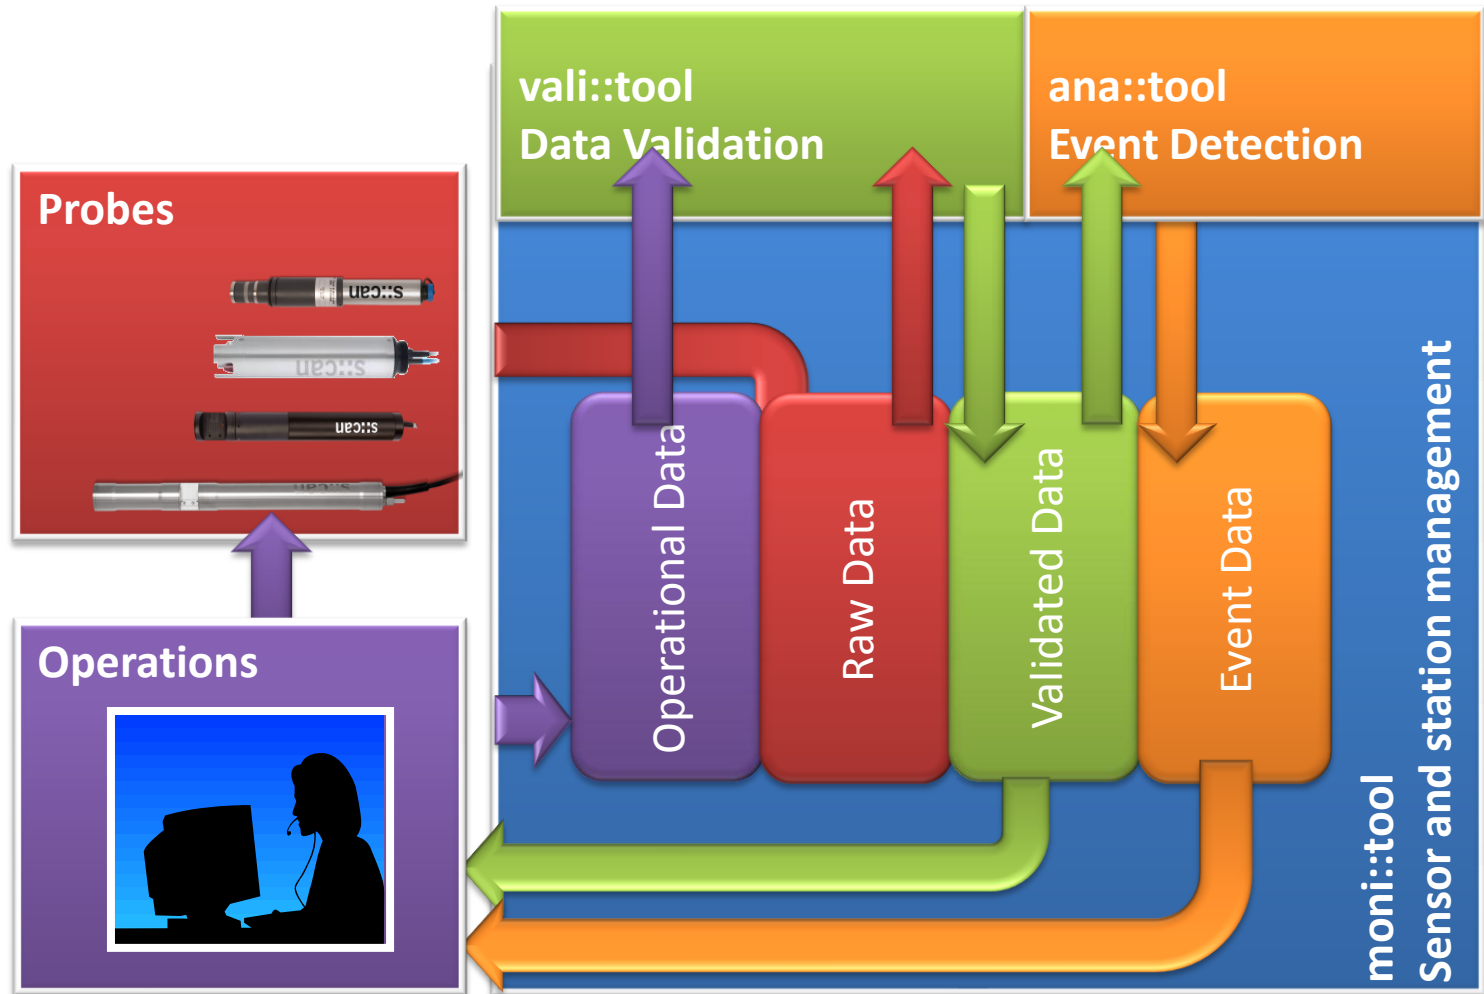 vali::tool
Data Validation
ana::tool
Event Detection
Probes
s::can
s::can
s::can
s::can
Operations
Operational Data
Raw Data
Validated Data
Event Data
moni::tool
Sensor and station management